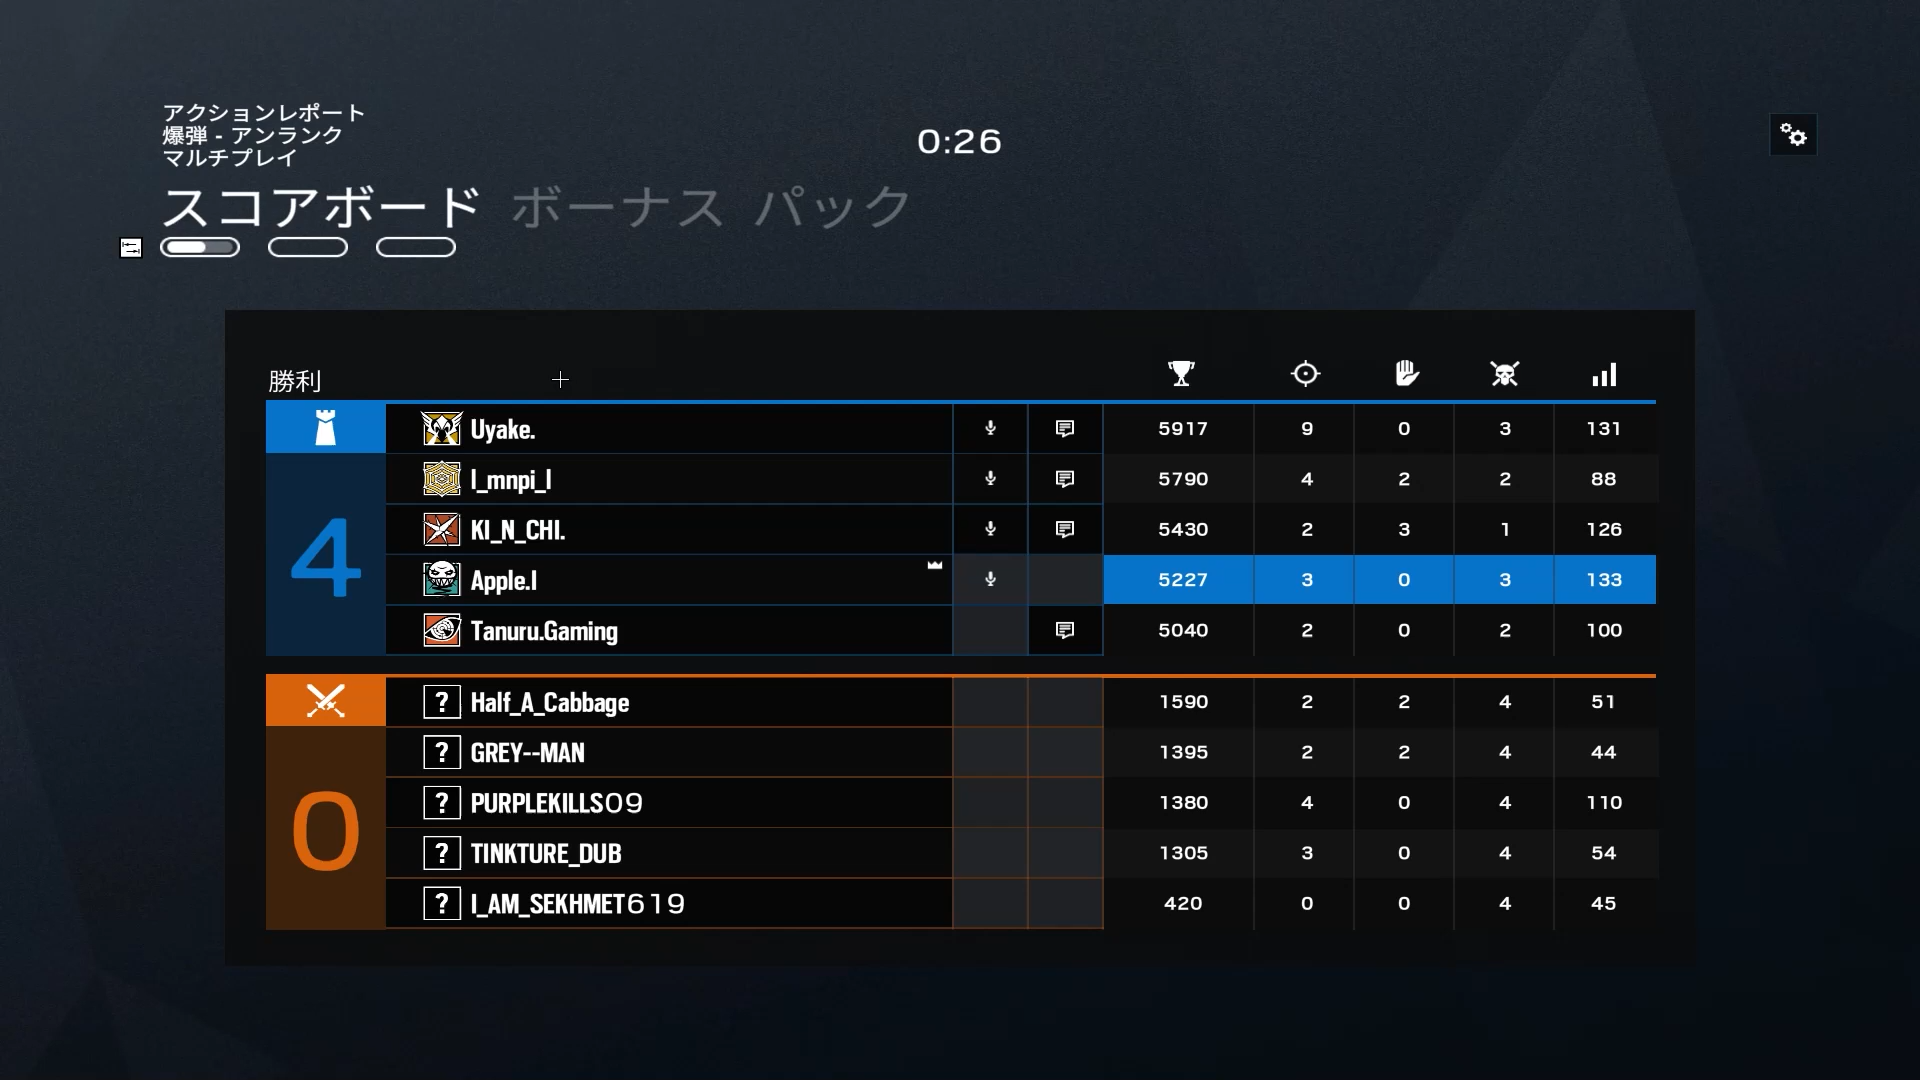 アクションレポート
爆弾 - アンランク
マルチプレイ
0:26
スコアボード ボーナス パック
勝利
Uyake. 5917 9 0 3 131
I_mnpi_I 5790 4 2 2 88
KI_N_CHI. 5430 2 3 1 126
4
Apple.I 5227 3 0 3 133
Tanuru.Gaming 5040 2 0 2 100
? Half_A_Cabbage 1590 2 2 4 51
? GREY--MAN 1395 2 2 4 44
? PURPLEKILLS09 1380 4 0 4 110
0
? TINKTURE_DUB 1305 3 0 4 54
? I_AM_SEKHMET619 420 0 0 4 45